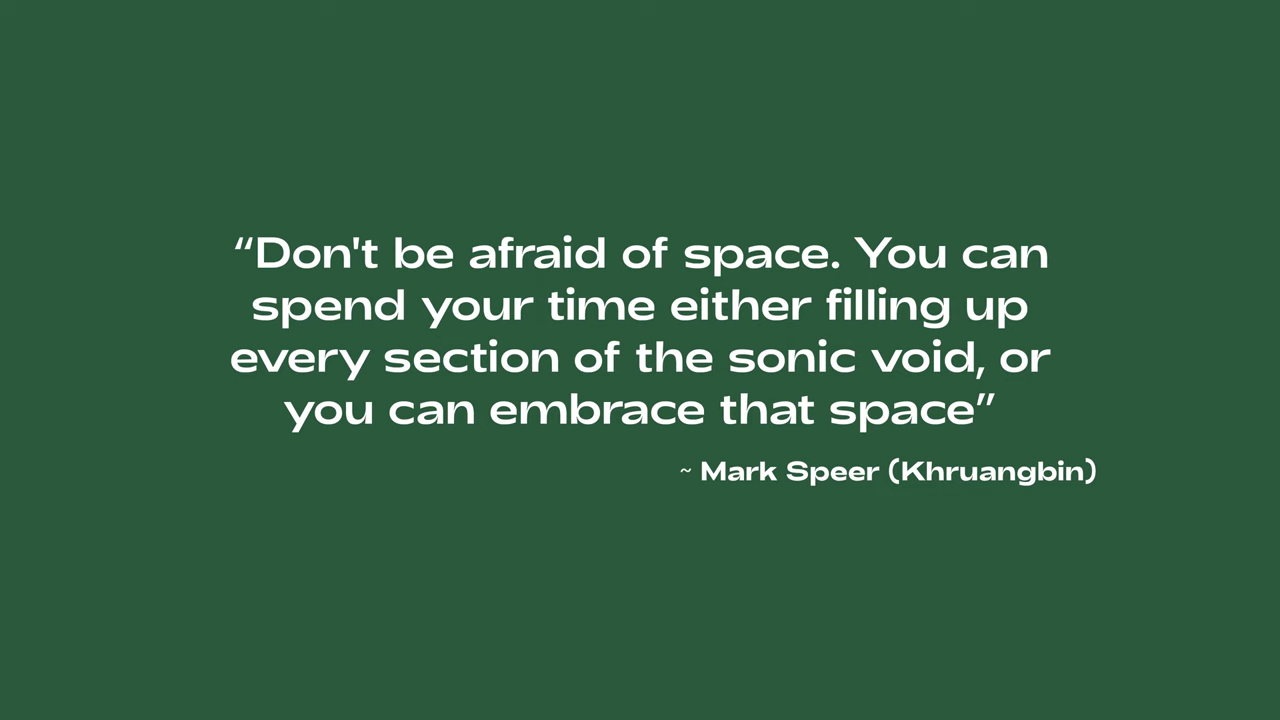 “Don't be afraid of space. You can
spend your time either filling up
every section of the sonic void, or
you can embrace that space”
~ Mark Speer (Khruangbin)